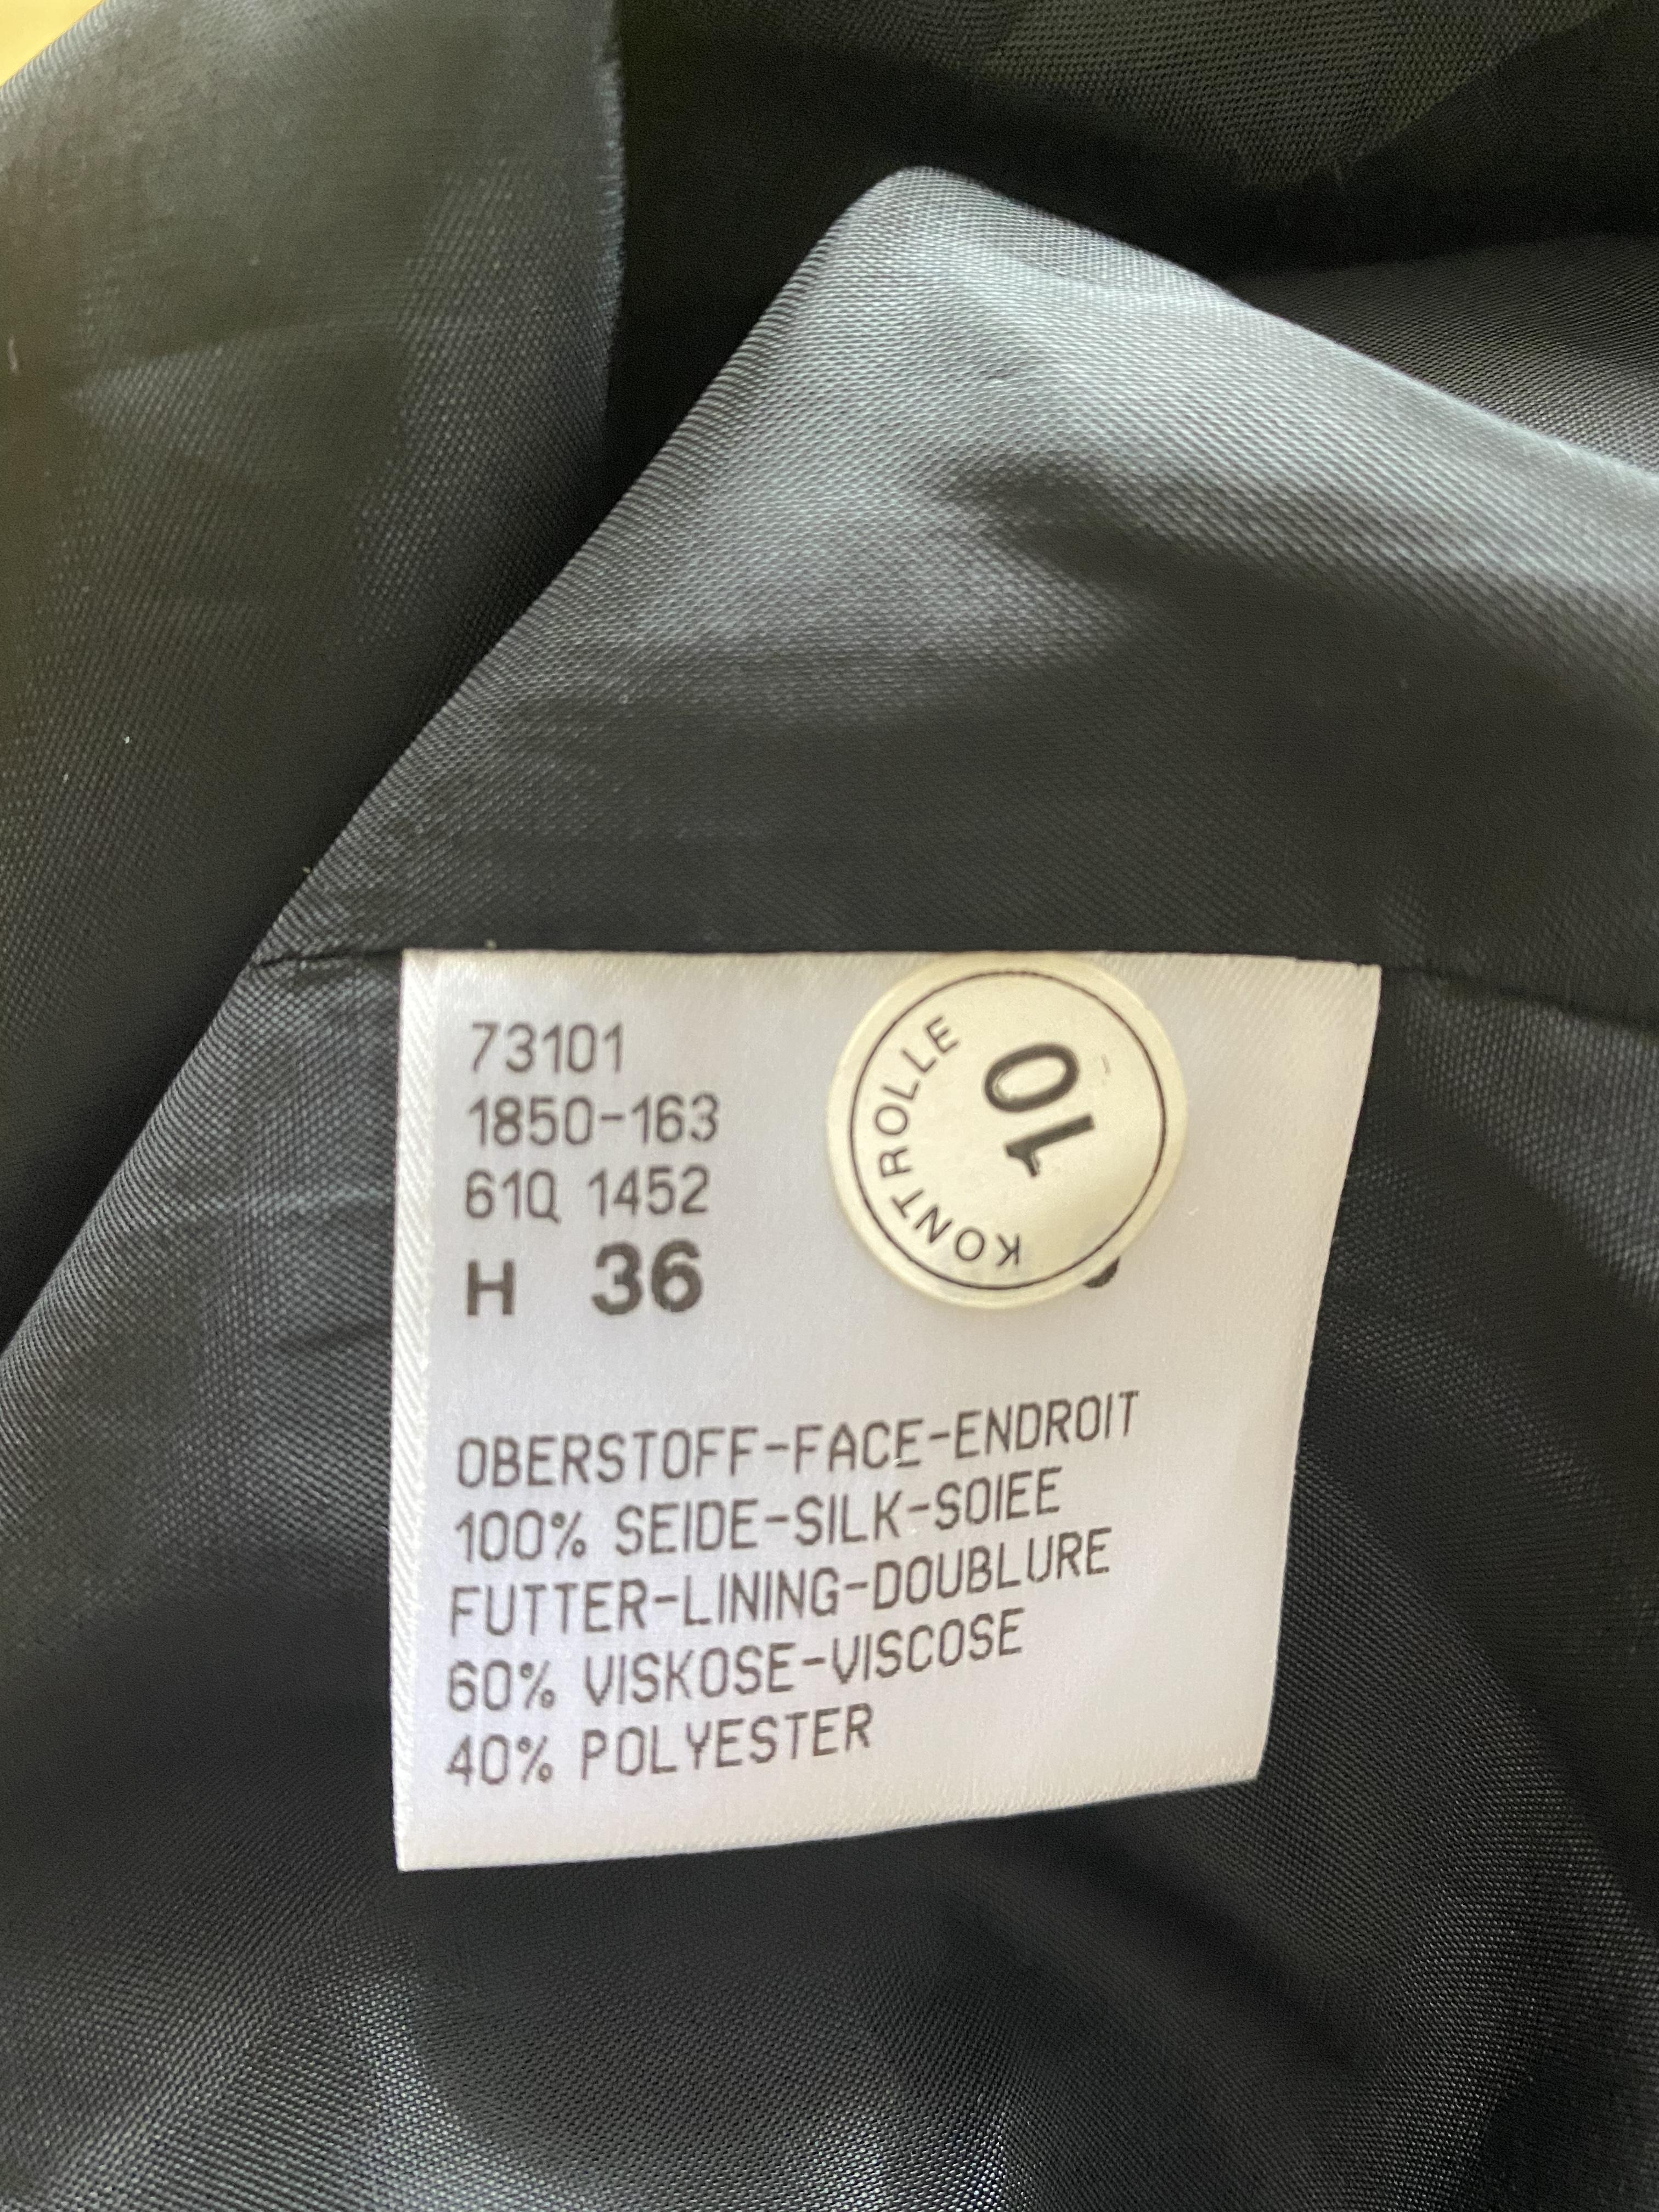 73101
1850-163
61Q 1452
H 36
KONTROLLE
10
OBERSTOFF-FACE-ENDROIT
100% SEIDE-SILK-SOIEE
FUTTER-LINING-DOUBLURE
60% VISKOSE-VISCOSE
40% POLYESTER